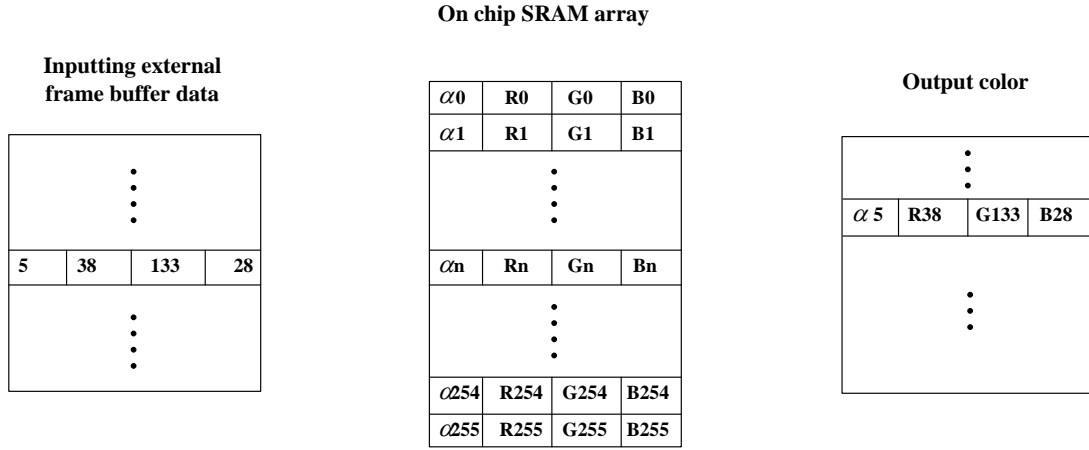 On chip SRAM array
Inputting external
frame buffer data
5 38 133 28
α0 R0 G0 B0
α1 R1 G1 B1
αn Rn Gn Bn
α254 R254 G254 B254
α255 R255 G255 B255
Output color
α 5 R38 G133 B28